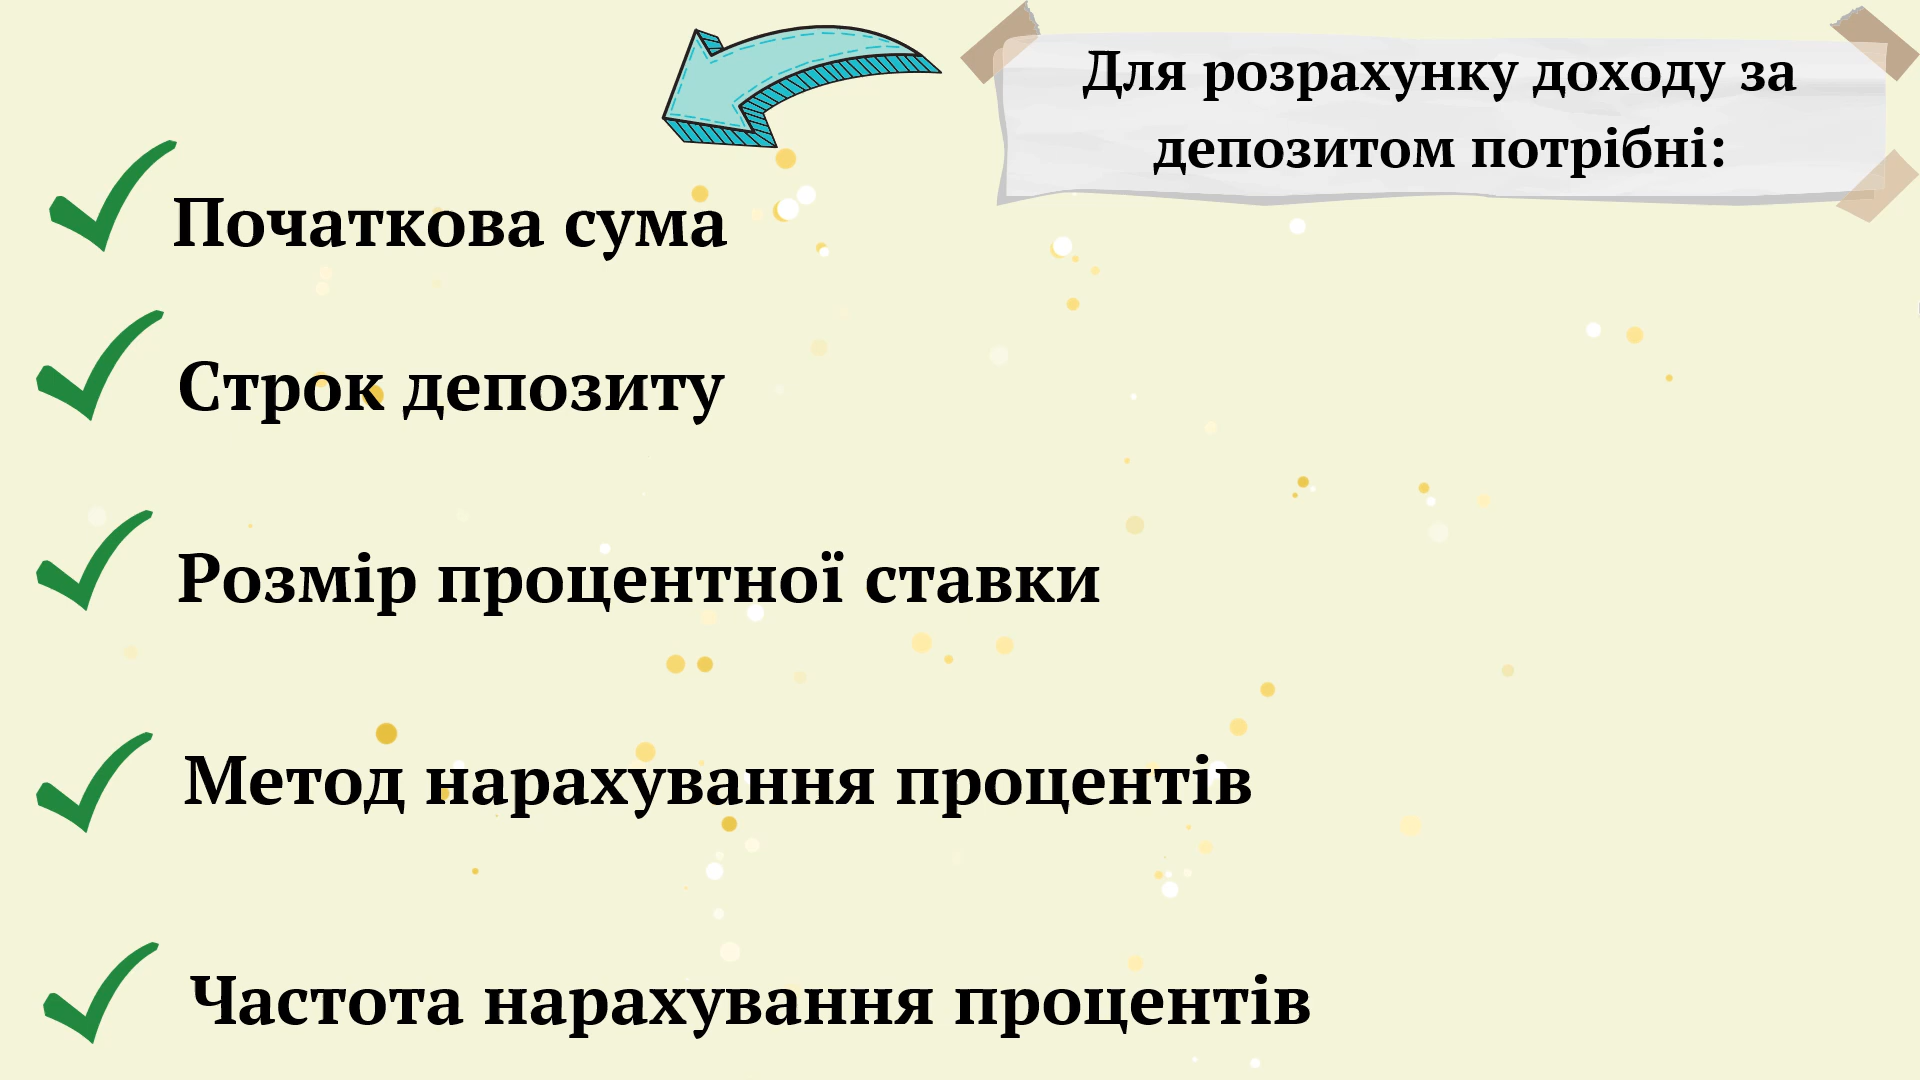 Для розрахунку доходу за
депозитом потрібні:
Початкова сума
Строк депозиту
Розмір процентної ставки
Метод нарахування процентів
Частота нарахування процентів